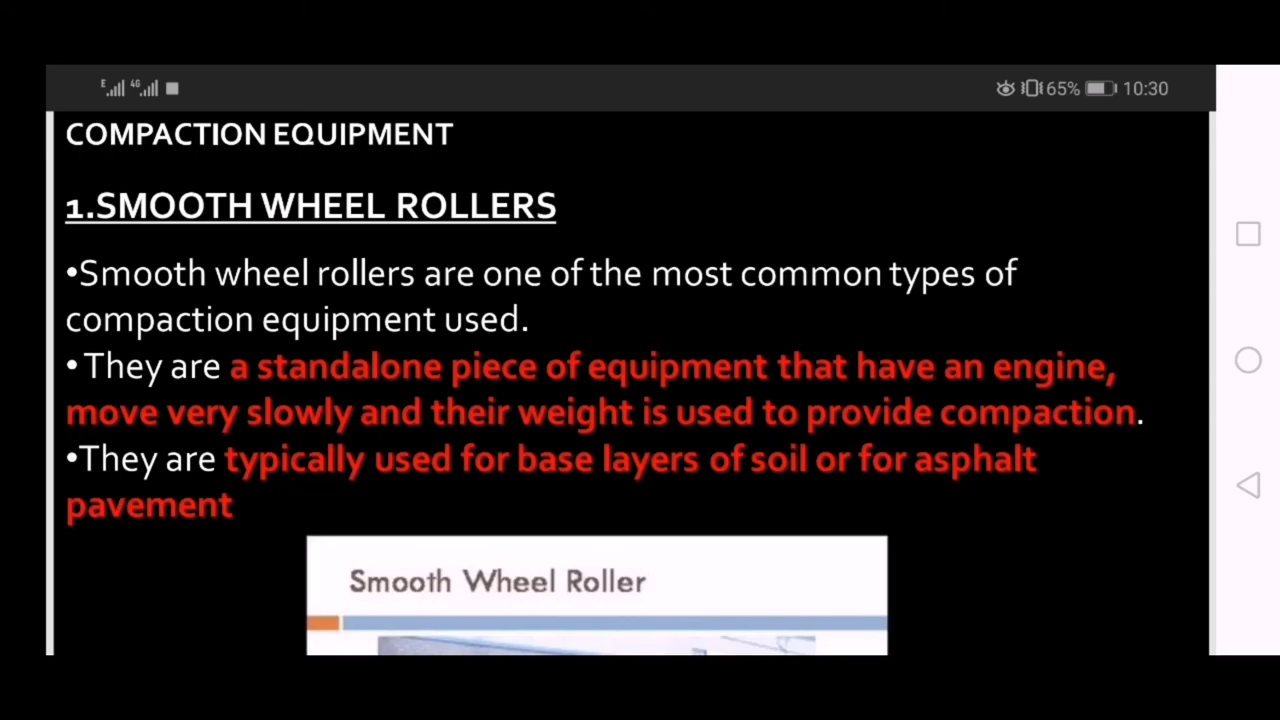 E 4G 65% 10:30
COMPACTION EQUIPMENT
1.SMOOTH WHEEL ROLLERS
•Smooth wheel rollers are one of the most common types of
compaction equipment used.
• They are a standalone piece of equipment that have an engine,
move very slowly and their weight is used to provide compaction.
•They are typically used for base layers of soil or for asphalt
pavement
Smooth Wheel Roller